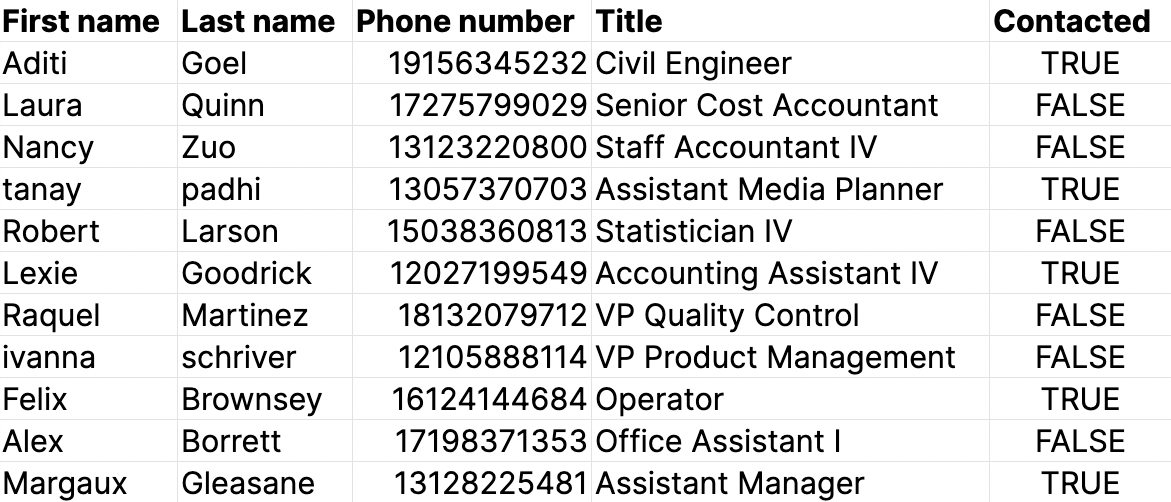 First name Last name Phone number Title Contacted
Aditi Goel 19156345232 Civil Engineer TRUE
Laura Quinn 17275799029 Senior Cost Accountant FALSE
Nancy Zuo 13123220800 Staff Accountant IV FALSE
tanay padhi 13057370703 Assistant Media Planner TRUE
Robert Larson 15038360813 Statistician IV FALSE
Lexie Goodrick 12027199549 Accounting Assistant IV TRUE
Raquel Martinez 18132079712 VP Quality Control FALSE
ivanna schriver 12105888114 VP Product Management FALSE
Felix Brownsey 16124144684 Operator TRUE
Alex Borrett 17198371353 Office Assistant I FALSE
Margaux Gleasane 13128225481 Assistant Manager TRUE